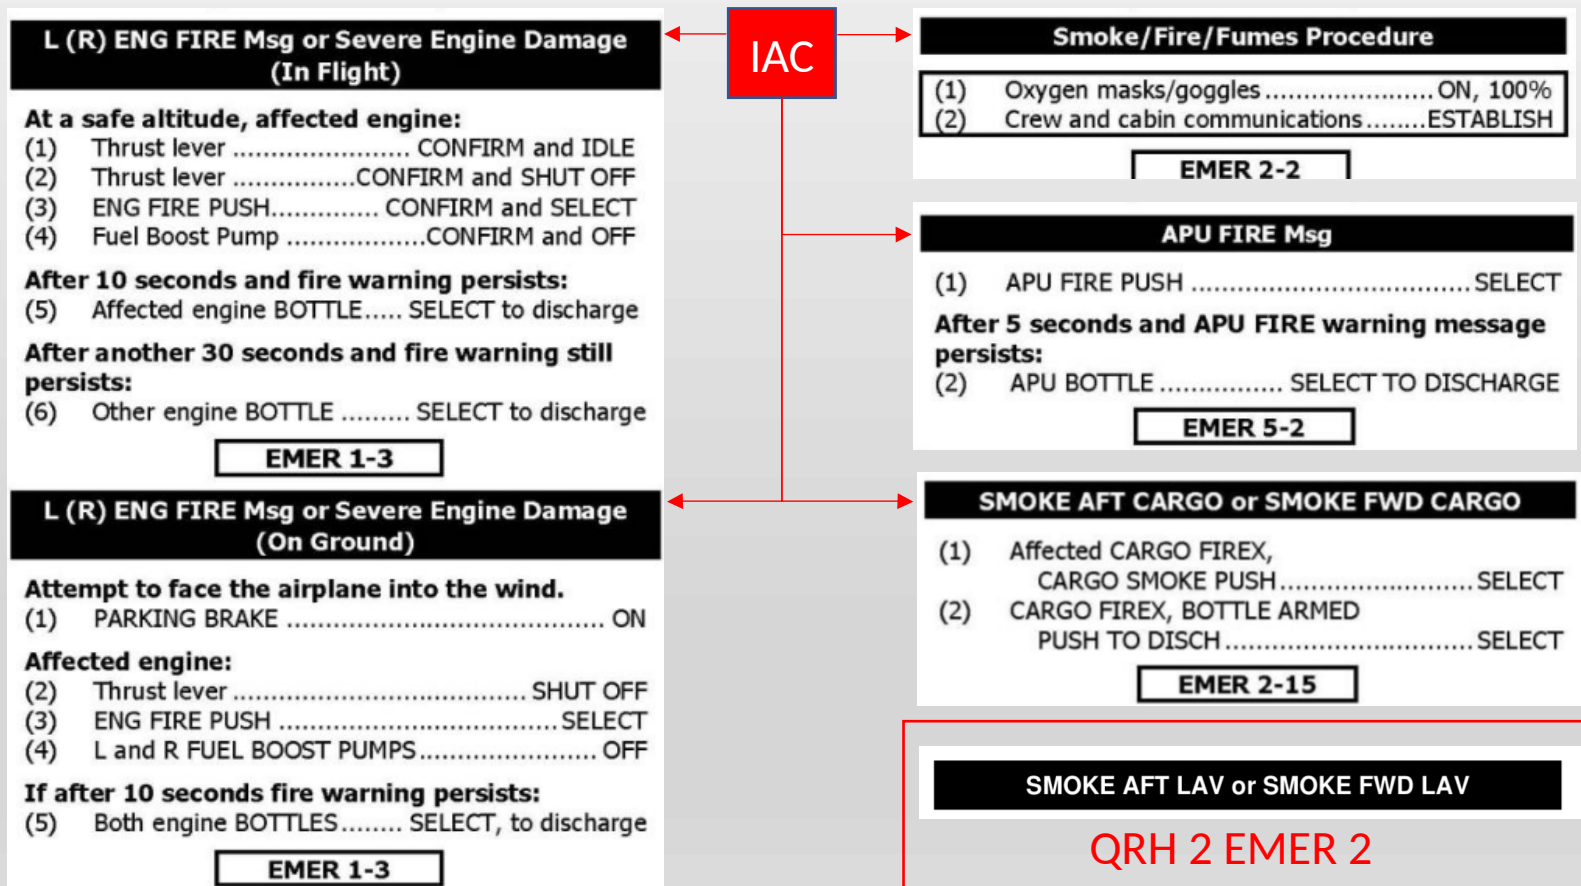 L (R) ENG FIRE Msg or Severe Engine Damage
(In Flight)
At a safe altitude, affected engine:
(1) Thrust lever ...................... CONFIRM and IDLE
(2) Thrust lever ...............CONFIRM and SHUT OFF
(3) ENG FIRE PUSH............. CONFIRM and SELECT
(4) Fuel Boost Pump .................CONFIRM and OFF
After 10 seconds and fire warning persists:
(5) Affected engine BOTTLE..... SELECT to discharge
After another 30 seconds and fire warning still
persists:
(6) Other engine BOTTLE ......... SELECT to discharge
EMER 1-3
L (R) ENG FIRE Msg or Severe Engine Damage
(On Ground)
Attempt to face the airplane into the wind.
(1) PARKING BRAKE ........................................ ON
Affected engine:
(2) Thrust lever ..................................... SHUT OFF
(3) ENG FIRE PUSH ...................................SELECT
(4) L and R FUEL BOOST PUMPS...................... OFF
If after 10 seconds fire warning persists:
(5) Both engine BOTTLES........ SELECT, to discharge
EMER 1-3
IAC
Smoke/Fire/Fumes Procedure
(1) Oxygen masks/goggles ..................... ON, 100%
(2) Crew and cabin communications ........ESTABLISH
EMER 2-2
APU FIRE Msg
(1) APU FIRE PUSH ...................................SELECT
After 5 seconds and APU FIRE warning message
persists:
(2) APU BOTTLE ................ SELECT TO DISCHARGE
EMER 5-2
SMOKE AFT CARGO or SMOKE FWD CARGO
(1) Affected CARGO FIREX,
CARGO SMOKE PUSH........................ SELECT
(2) CARGO FIREX, BOTTLE ARMED
PUSH TO DISCH............................... SELECT
EMER 2-15
SMOKE AFT LAV or SMOKE FWD LAV
QRH 2 EMER 2